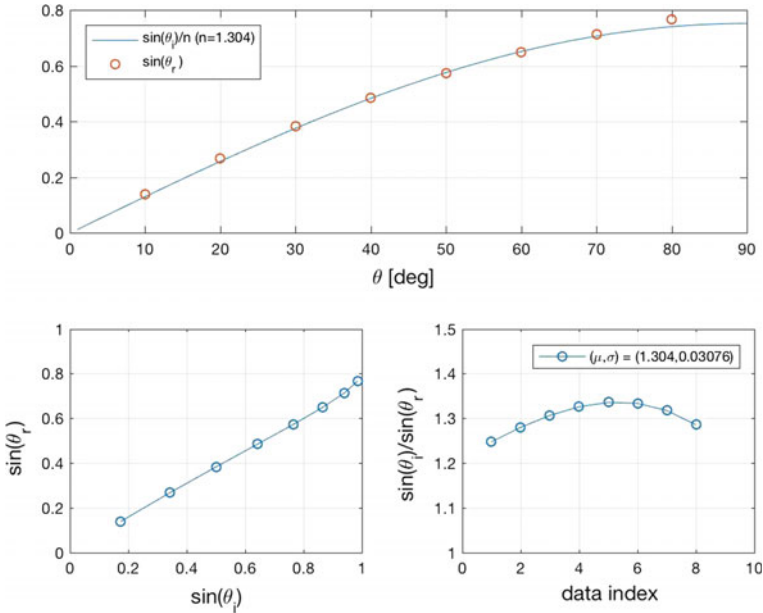 0.8
0.6
0.4
0.2
0
sin(θi)/n (n=1.304)
sin(θr)
0 10 20 30 40 50 60 70 80 90
θ [deg]
1
0.8
0.6
0.4
0.2
0
sin(θr)
0 0.2 0.4 0.6 0.8 1
sin(θi)
1.5
1.4
1.3
1.2
1.1
1
sin(θi)/sin(θr)
(μ,σ) = (1.304,0.03076)
0 2 4 6 8 10
data index